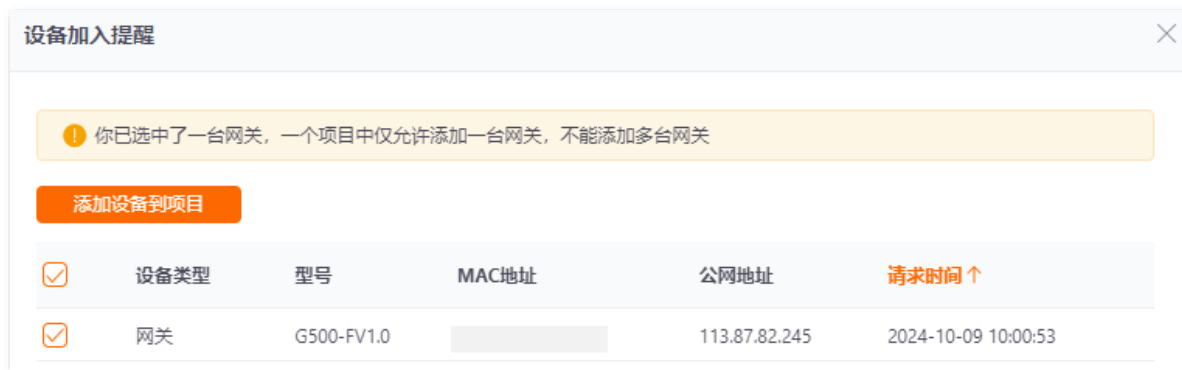 设备加入提醒
你已选中了一台网关，一个项目中仅允许添加一台网关，不能添加多台网关
添加设备到项目
设备类型 型号 MAC地址 公网地址 请求时间↑
网关 G500-FV1.0 113.87.82.245 2024-10-09 10:00:53